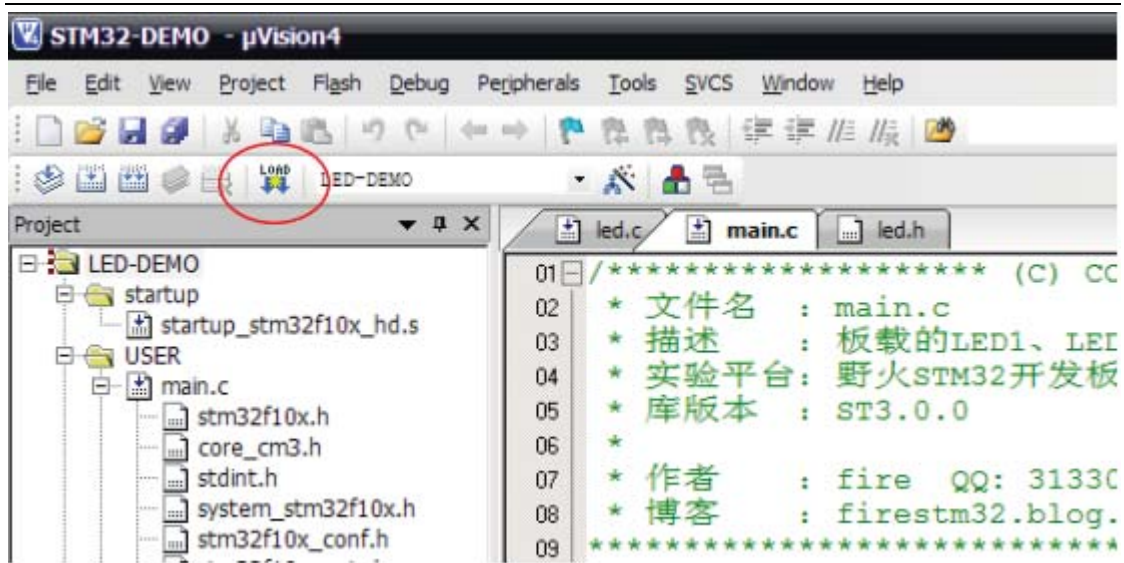 STM32-DEMO - µVision4
File Edit View Project Flash Debug Peripherals Tools SVCS Window Help
LOAD LED-DEMO
Project
led.c main.c led.h
LED-DEMO
startup
startup_stm32f10x_hd.s
USER
main.c
stm32f10x.h
core_cm3.h
stdint.h
system_stm32f10x.h
stm32f10x_conf.h
01 /********************* (C) CO
02 * 文件名 : main.c
03 * 描述 : 板载的LED1、LED
04 * 实验平台: 野火STM32开发板
05 * 库版本 : ST3.0.0
06 *
07 * 作者 : fire QQ: 31330
08 * 博客 : firestm32.blog.
09 ******************************